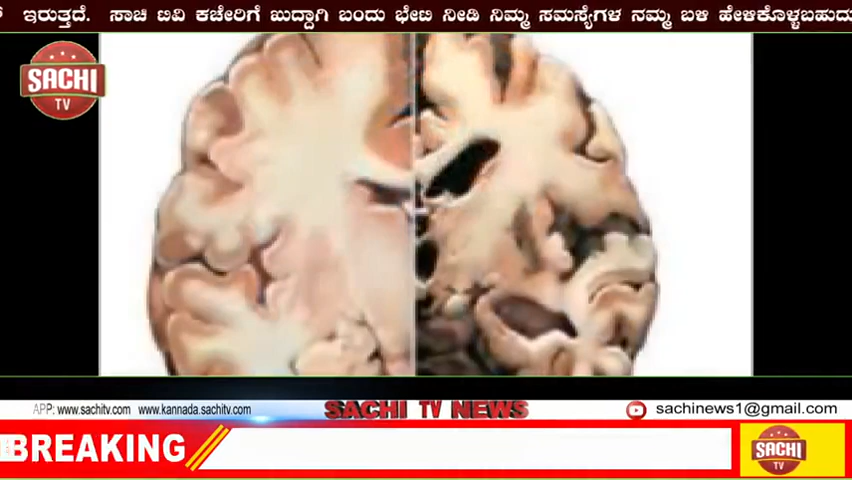 ಇರುತ್ತದೆ. ಸಾಚಿ ಟಿವಿ ಕಚೇರಿಗೆ ಖುದ್ದಾಗಿ ಬಂದು ಭೇಟಿ ನೀಡಿ ನಿಮ್ಮ ಸಮಸ್ಯೆಗಳ ನಮ್ಮ ಬಳಿ ಹೇಳಿಕೊಳ್ಳಬಹುದು
SACHI
TV
APP: www.sachitv.com www.kannada.sachitv.com
SACHI TV NEWS
sachinews1@gmail.com
BREAKING
SACHI
TV